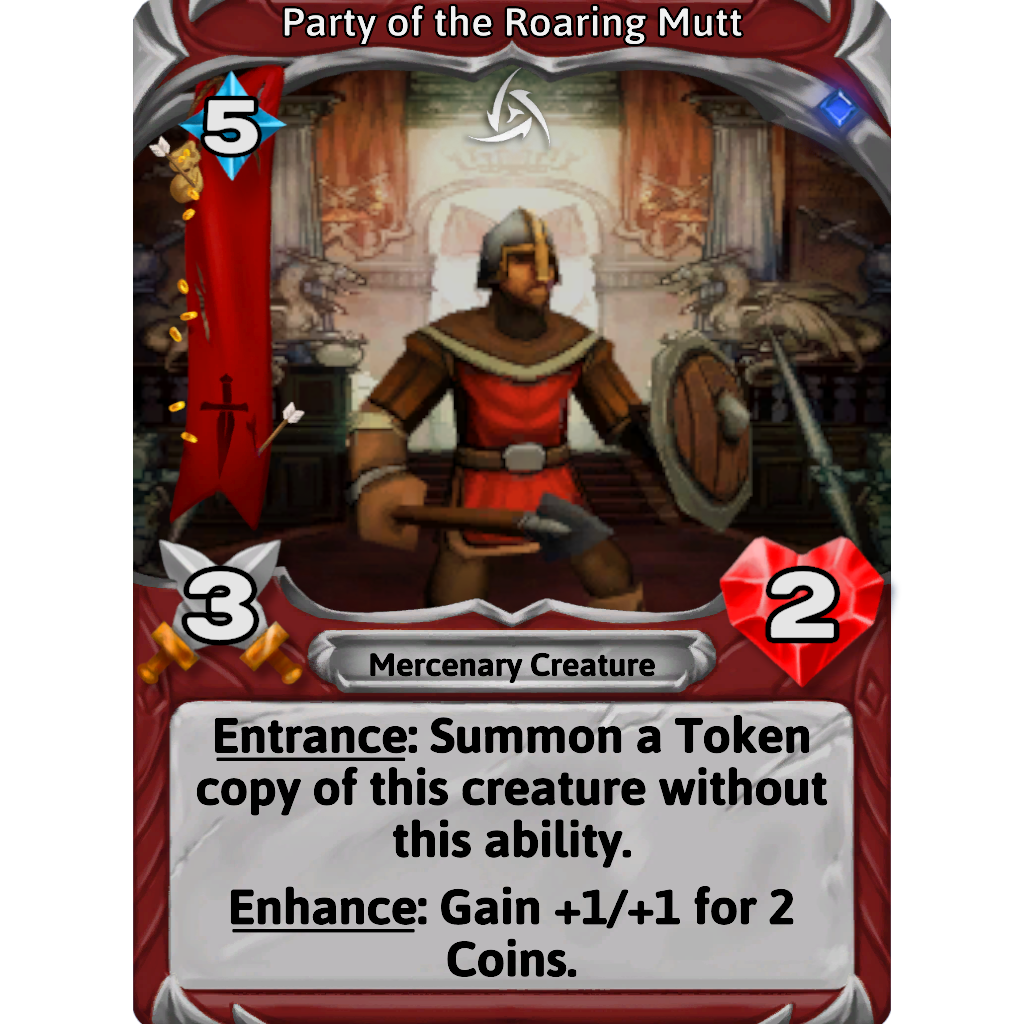 Party of the Roaring Mutt
5
3
2
Mercenary Creature
Entrance: Summon a Token
copy of this creature without
this ability.
Enhance: Gain +1/+1 for 2
Coins.